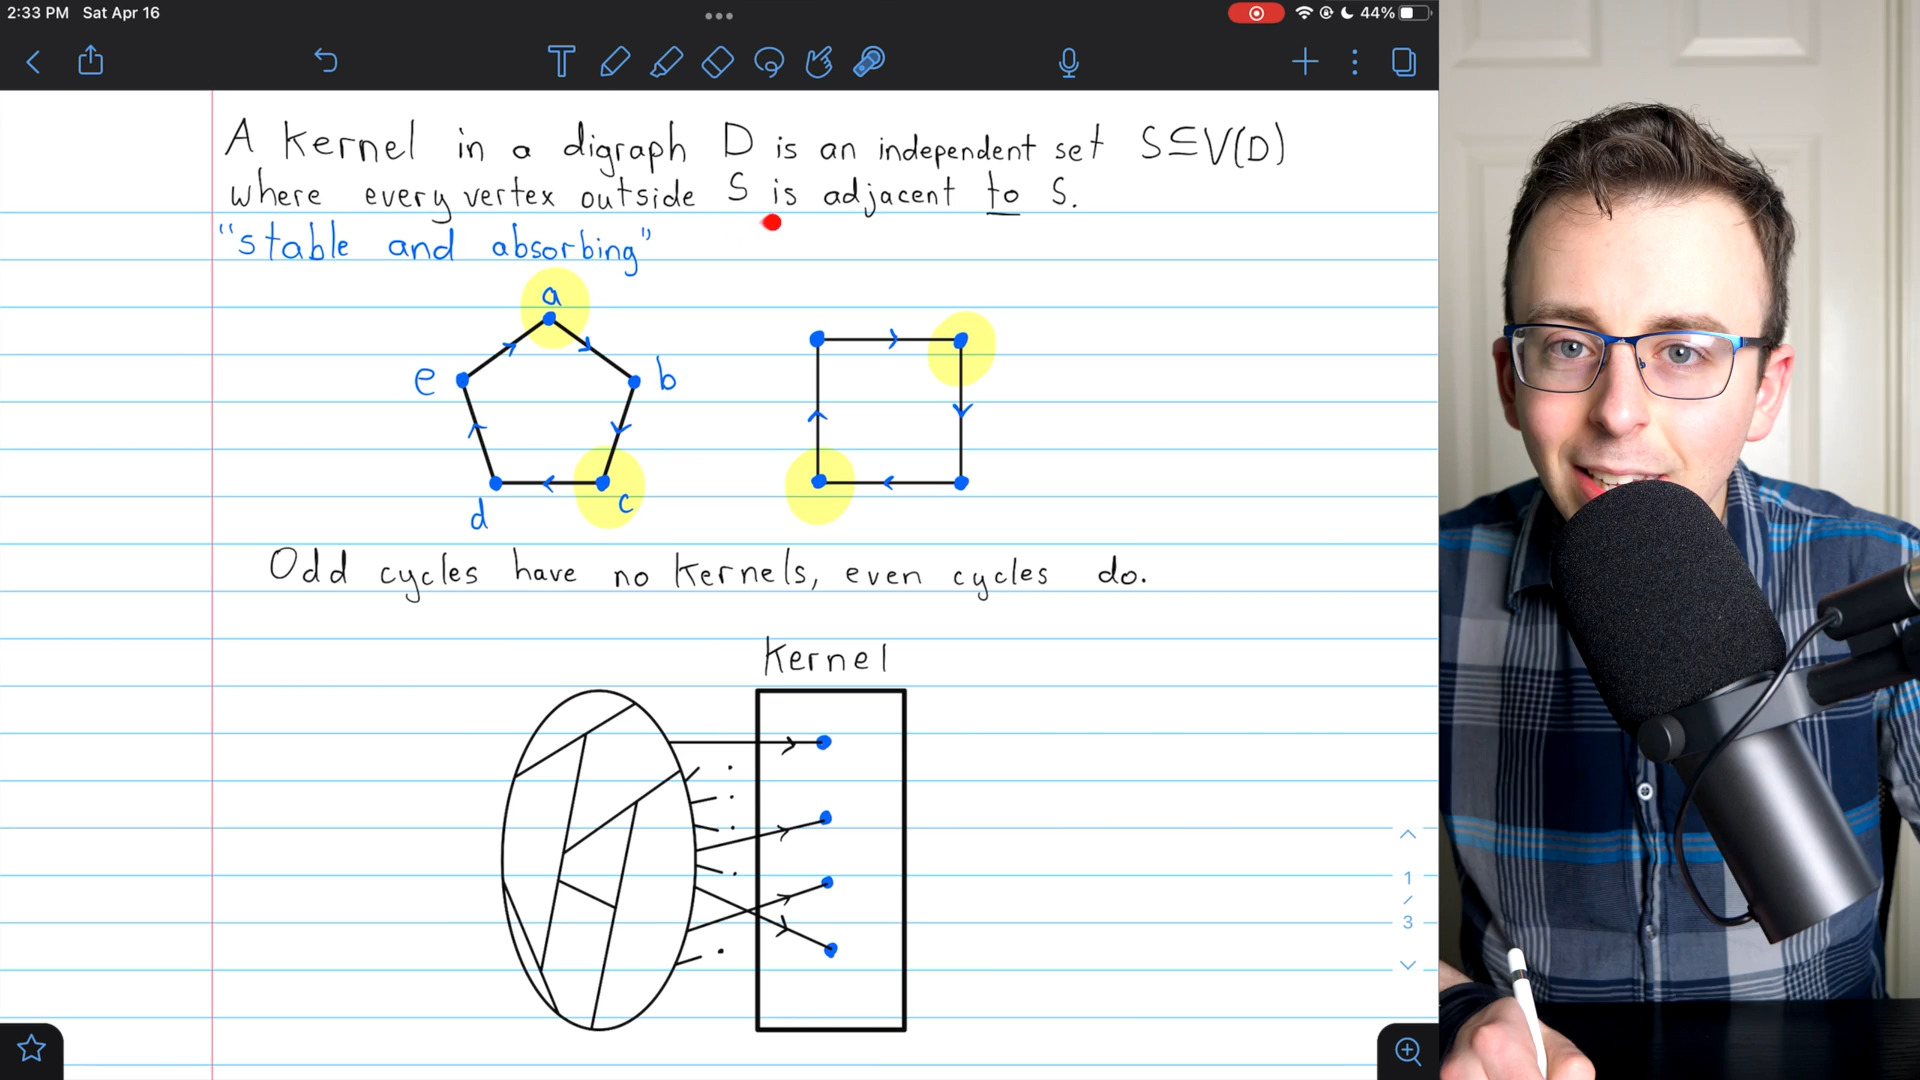 2:33 PM Sat Apr 16
44%
T
A Kernel in a digraph D is an independent set S⊆V(D)
where every vertex outside S is adjacent to S.
"stable and absorbing"
a
e
b
d
c
Odd cycles have no Kernels, even cycles do.
Kernel
1
/
3